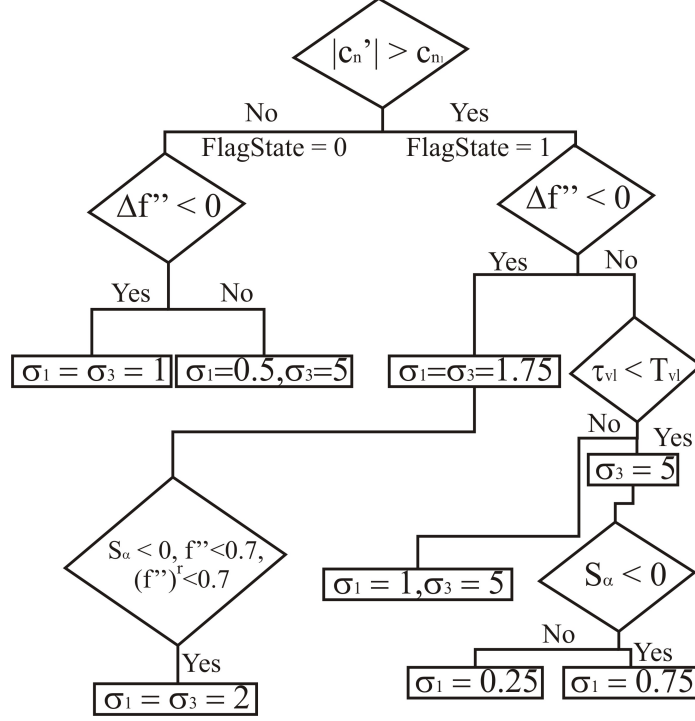 |cn’| > cn1
No
Yes
FlagState = 0
FlagState = 1
Δf’’ < 0
Δf’’ < 0
Yes
No
Yes
No
σ1 = σ3 = 1
σ1=0.5,σ3=5
σ1=σ3=1.75
τvl < Tvl
No
Yes
σ3 = 5
Sα < 0, f’’<0.7,
(f’’)r<0.7
σ1 = 1,σ3 = 5
Sα < 0
No
Yes
Yes
σ1 = σ3 = 2
σ1 = 0.25
σ1 = 0.75